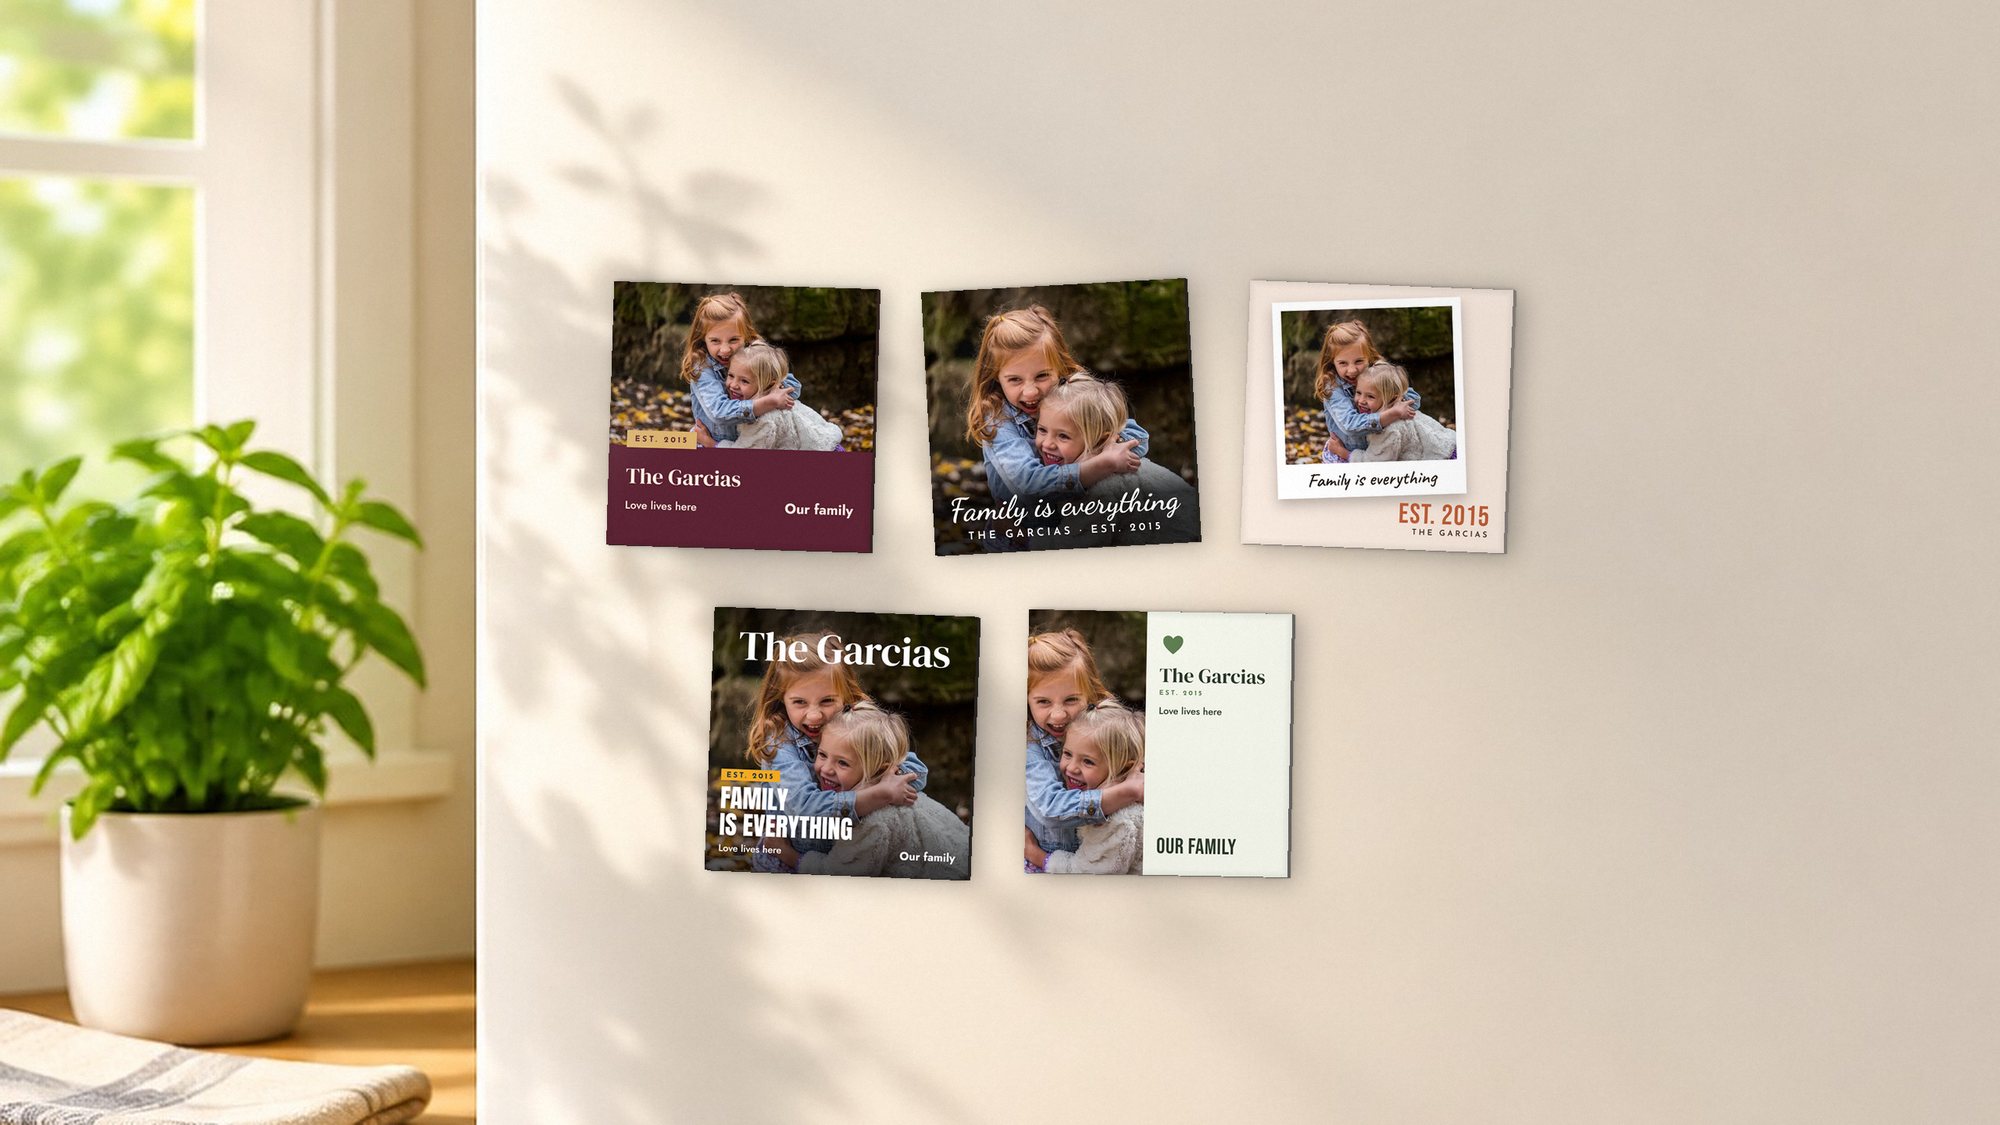 EST. 2015
The Garcias
Love lives here
Our family
Family is everything
THE GARCIAS · EST. 2015
Family is everything
EST. 2015
THE GARCIAS
The Garcias
EST. 2015
FAMILY
IS EVERYTHING
Love lives here
Our family
The Garcias
EST. 2015
Love lives here
OUR FAMILY